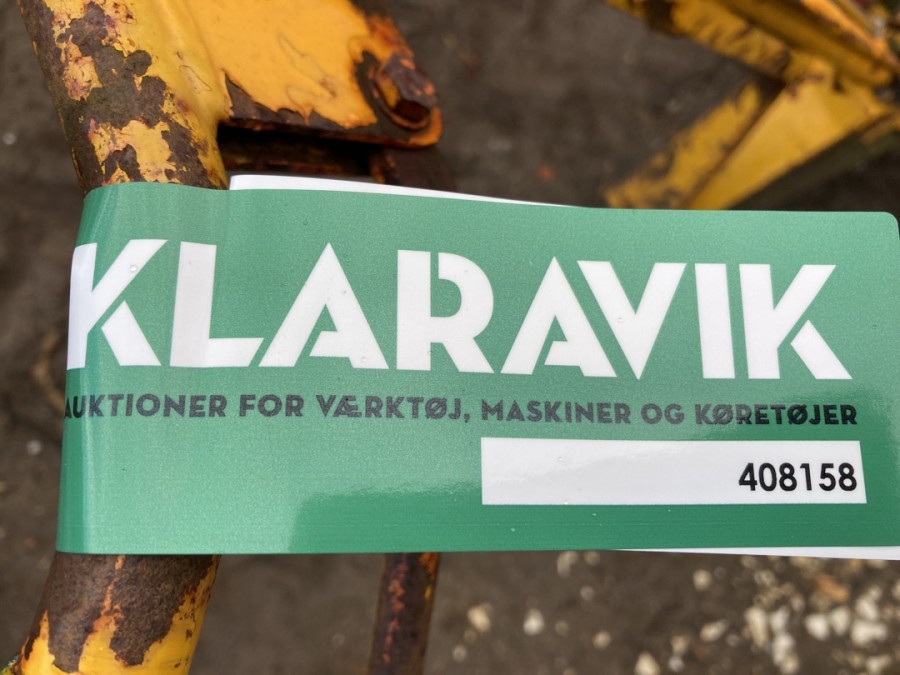 KLARAVIK
AUKTIONER FOR VÆRKTØJ, MASKINER OG KØRETØJER
408158